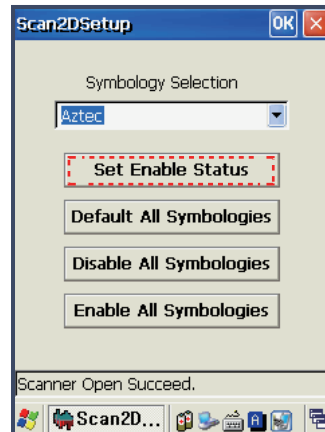 Scan2DSetup OK
Symbology Selection
Aztec
Set Enable Status
Default All Symbologies
Disable All Symbologies
Enable All Symbologies
Scanner Open Succeed.
Scan2D... A